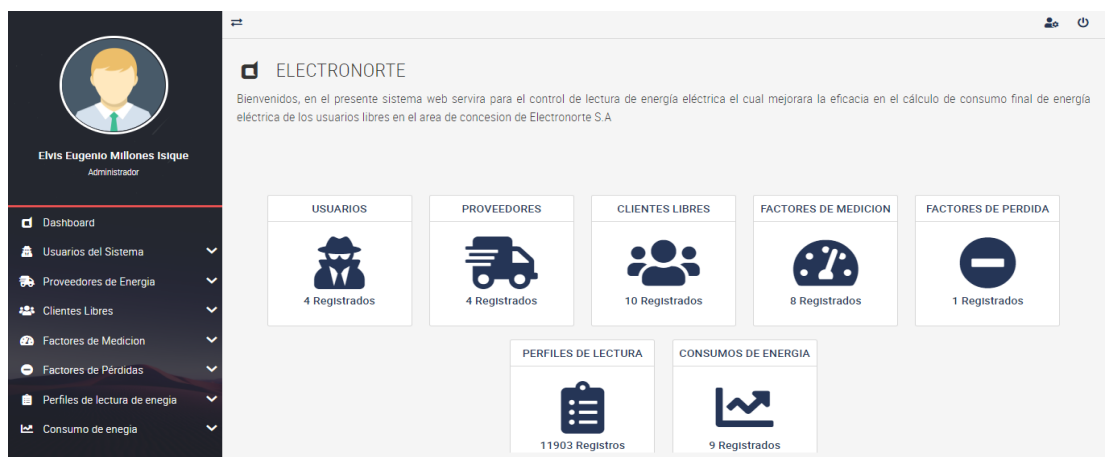 Elvis Eugenio Millones Isique
Administrador
Dashboard
Usuarios del Sistema
Proveedores de Energia
Clientes Libres
Factores de Medicion
Factores de Pérdidas
Perfiles de lectura de enegia
Consumo de enegia
ELECTRONORTE
Bienvenidos, en el presente sistema web servira para el control de lectura de energía eléctrica el cual mejorara la eficacia en el cálculo de consumo final de energía
eléctrica de los usuarios libres en el area de concesion de Electronorte S.A
USUARIOS
4 Registrados
PROVEEDORES
4 Registrados
CLIENTES LIBRES
10 Registrados
FACTORES DE MEDICION
8 Registrados
FACTORES DE PERDIDA
1 Registrados
PERFILES DE LECTURA
11903 Registros
CONSUMOS DE ENERGIA
9 Registrados